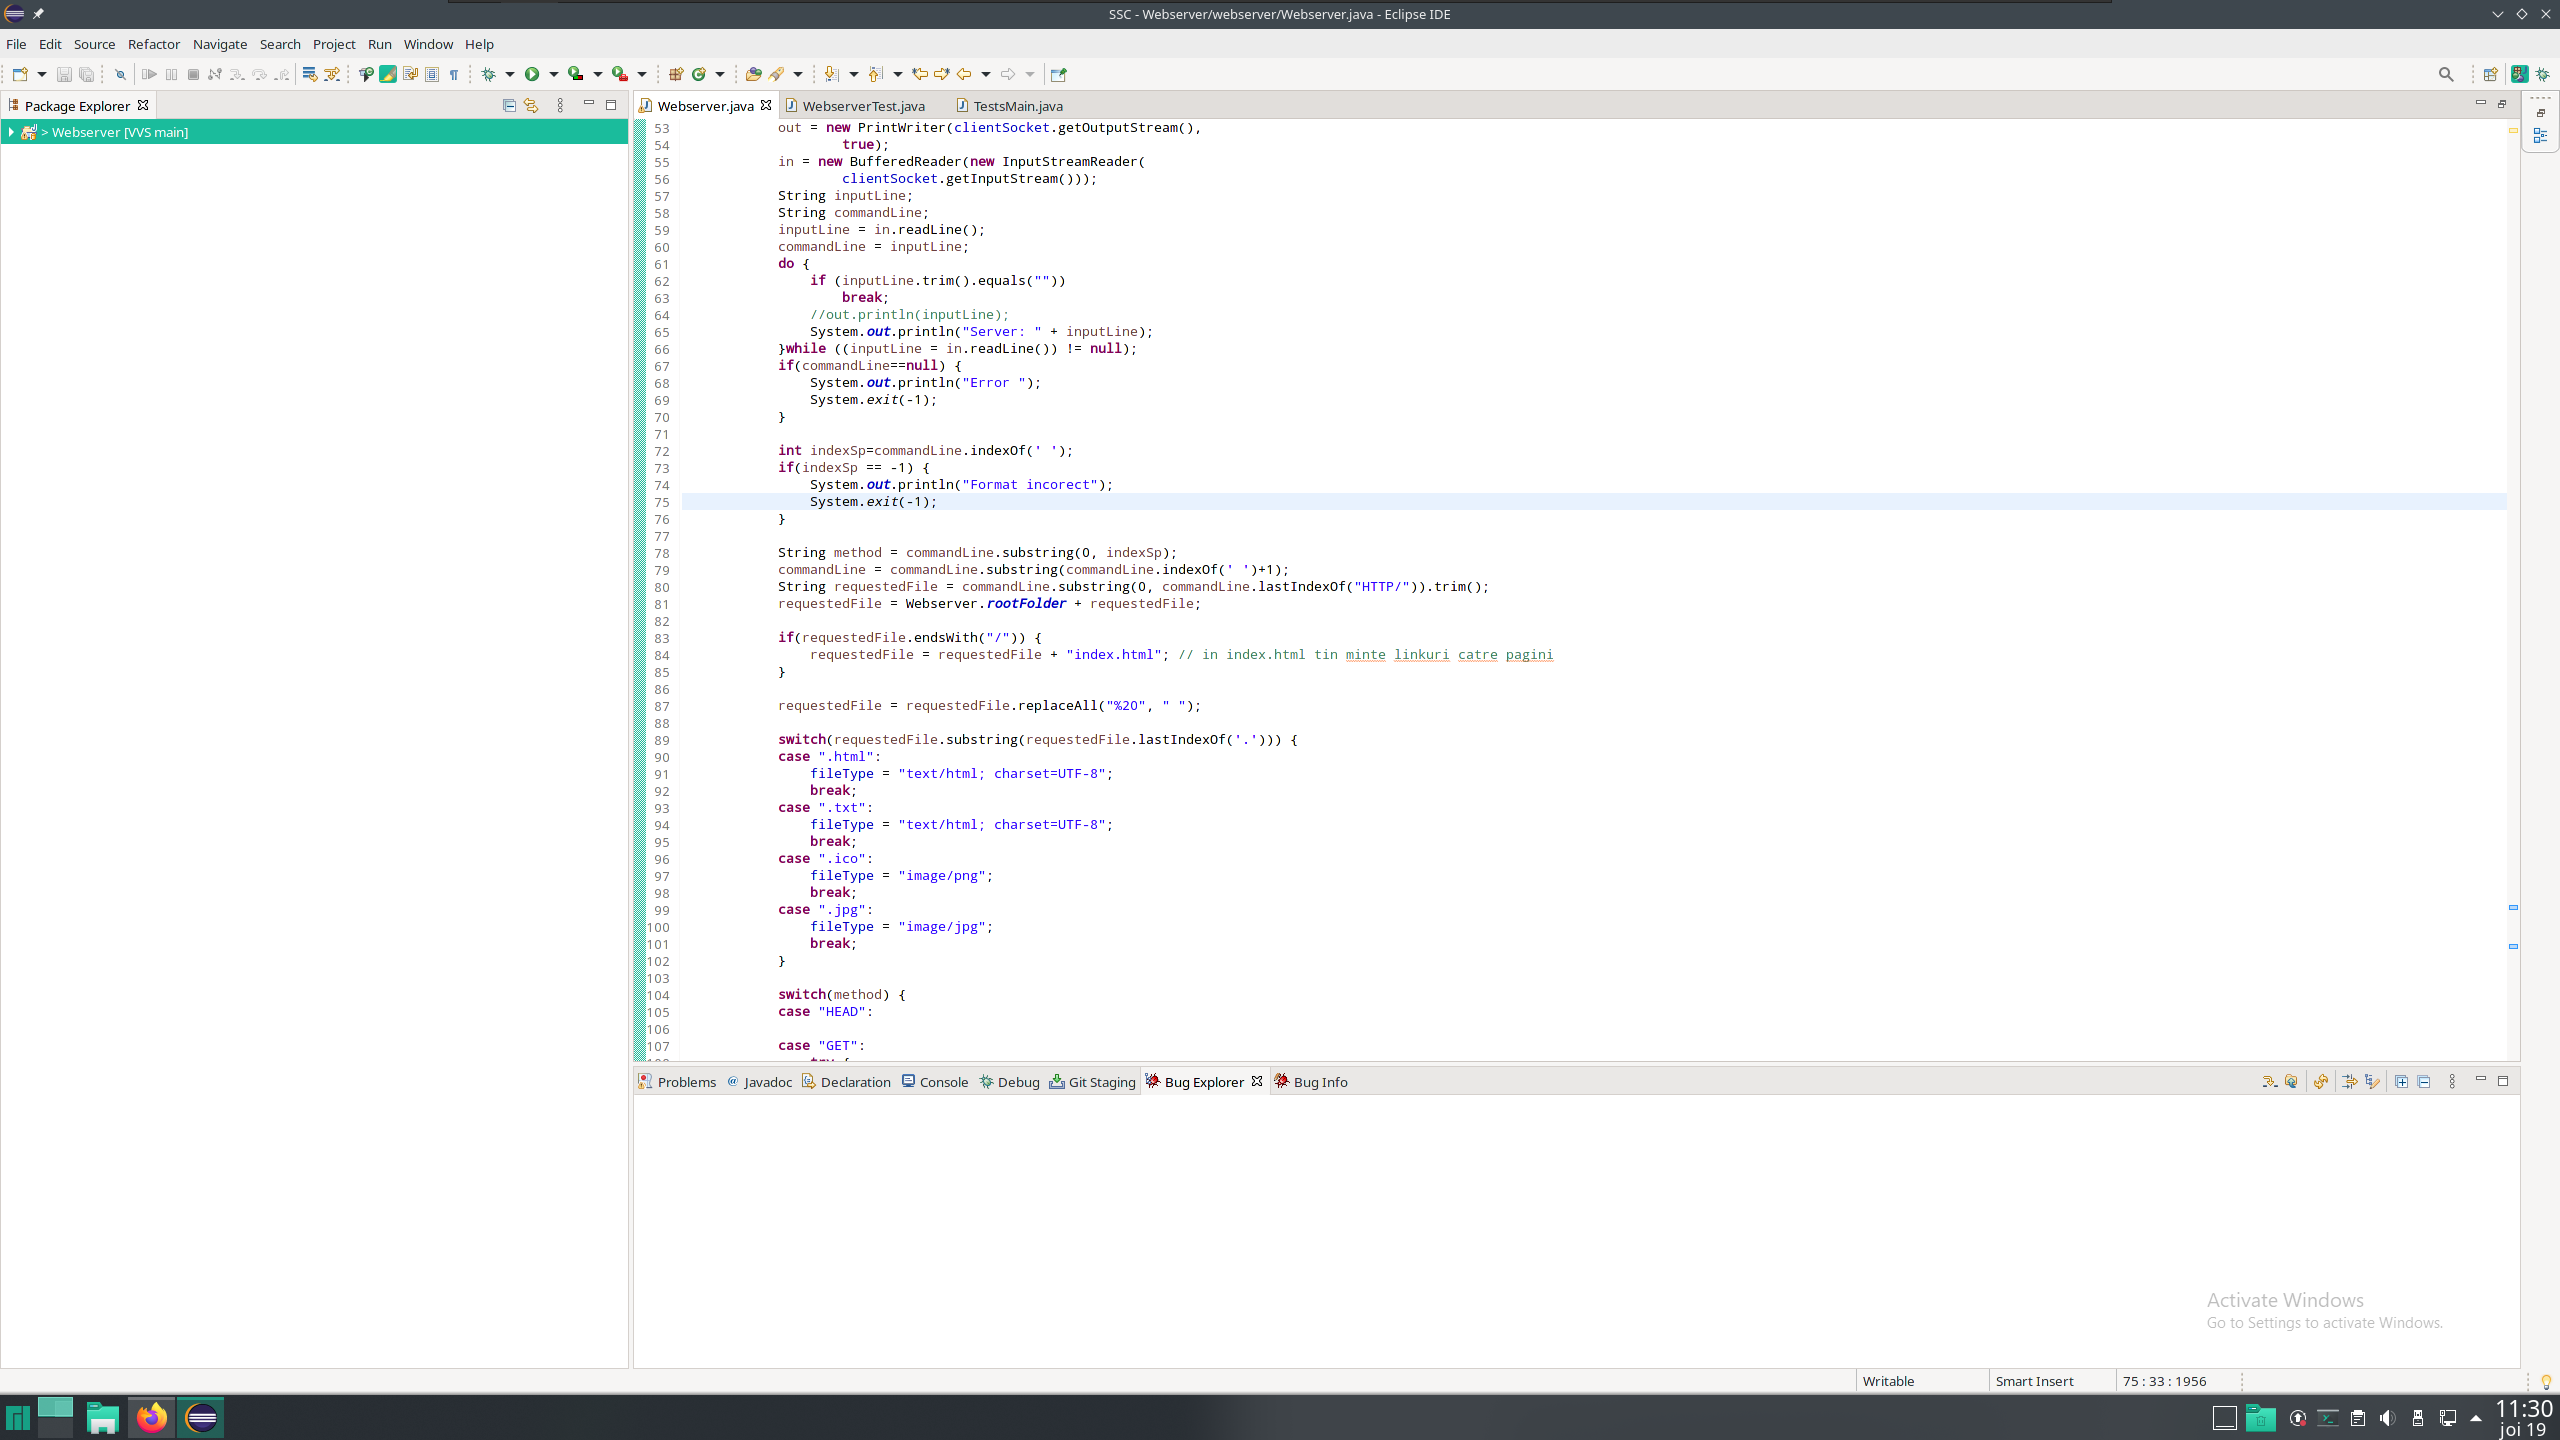 SSC - Webserver/webserver/Webserver.java - Eclipse IDE
File Edit Source Refactor Navigate Search Project Run Window Help
Package Explorer
> Webserver [VVS main]
Webserver.java WebserverTest.java TestsMain.java
53 out = new PrintWriter(clientSocket.getOutputStream(),
54 true);
55 in = new BufferedReader(new InputStreamReader(
56 clientSocket.getInputStream()));
57 String inputLine;
58 String commandLine;
59 inputLine = in.readLine();
60 commandLine = inputLine;
61 do {
62 if (inputLine.trim().equals(""))
63 break;
64 //out.println(inputLine);
65 System.out.println("Server: " + inputLine);
66 }while ((inputLine = in.readLine()) != null);
67 if(commandLine==null) {
68 System.out.println("Error ");
69 System.exit(-1);
70 }
71
72 int indexSp=commandLine.indexOf(' ');
73 if(indexSp == -1) {
74 System.out.println("Format incorect");
75 System.exit(-1);
76 }
77
78 String method = commandLine.substring(0, indexSp);
79 commandLine = commandLine.substring(commandLine.indexOf(' ')+1);
80 String requestedFile = commandLine.substring(0, commandLine.lastIndexOf("HTTP/")).trim();
81 requestedFile = Webserver.rootFolder + requestedFile;
82
83 if(requestedFile.endsWith("/")) {
84 requestedFile = requestedFile + "index.html"; // in index.html tin minte linkuri catre pagini
85 }
86
87 requestedFile = requestedFile.replaceAll("%20", " ");
88
89 switch(requestedFile.substring(requestedFile.lastIndexOf('.'))) {
90 case ".html":
91 fileType = "text/html; charset=UTF-8";
92 break;
93 case ".txt":
94 fileType = "text/html; charset=UTF-8";
95 break;
96 case ".ico":
97 fileType = "image/png";
98 break;
99 case ".jpg":
100 fileType = "image/jpg";
101 break;
102 }
103
104 switch(method) {
105 case "HEAD":
106
107 case "GET":
Problems Javadoc Declaration Console Debug Git Staging Bug Explorer Bug Info
Activate Windows
Go to Settings to activate Windows.
Writable Smart Insert 75 : 33 : 1956
11:30
joi 19